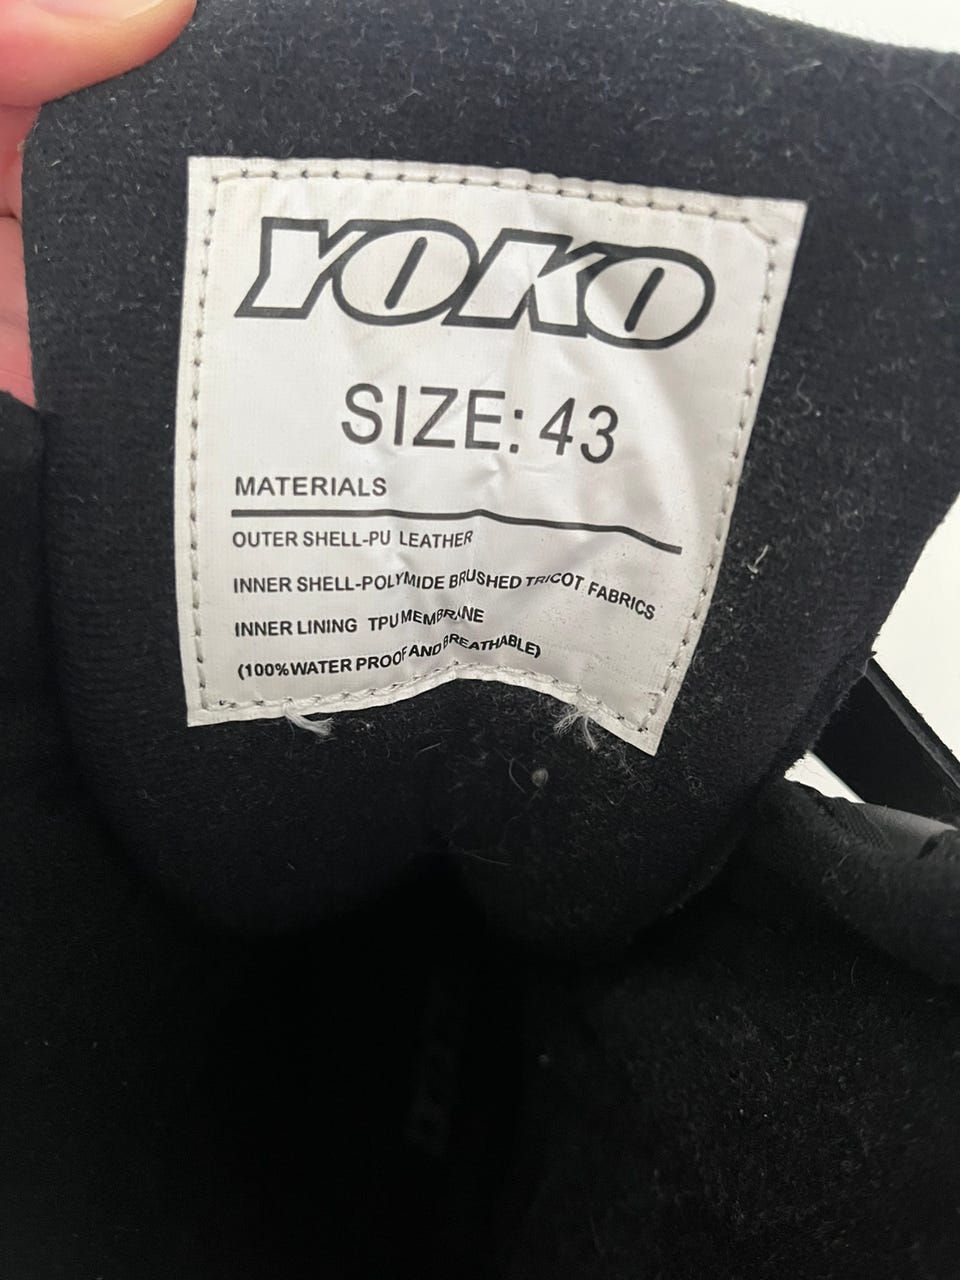 YOKO
SIZE: 43
MATERIALS
OUTER SHELL-PU LEATHER
INNER SHELL-POLYMIDE BRUSHED TRICOT FABRICS
INNER LINING TPU MEMBRANE
(100% WATER PROOF AND BREATHABLE)